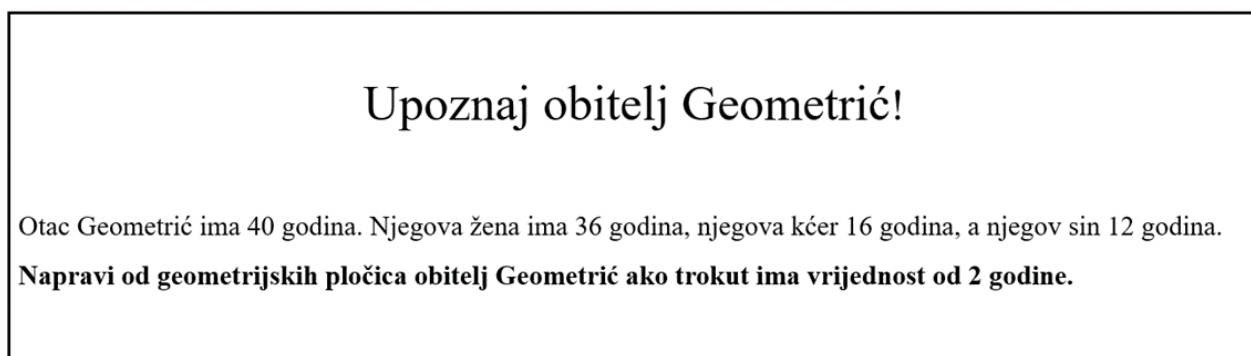 Upoznaj obitelj Geometrić!
Otac Geometrić ima 40 godina. Njegova žena ima 36 godina, njegova kćer 16 godina, a njegov sin 12 godina.
Napravi od geometrijskih pločica obitelj Geometrić ako trokut ima vrijednost od 2 godine.